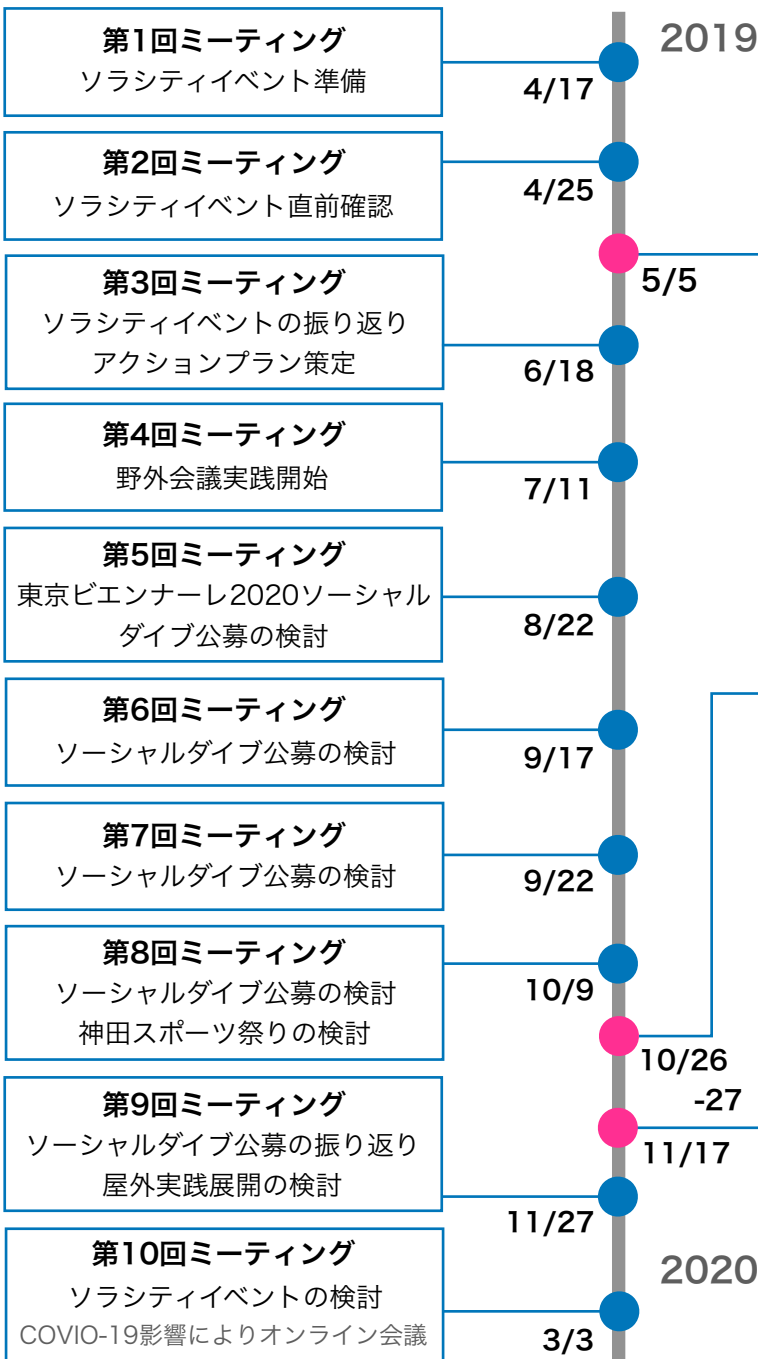 2019
第1回ミーティング
ソラシティイベント準備
4/17
第2回ミーティング
ソラシティイベント直前確認
4/25
5/5
第3回ミーティング
ソラシティイベントの振り返り
アクションプラン策定
6/18
第4回ミーティング
野外会議実践開始
7/11
第5回ミーティング
東京ビエンナーレ2020ソーシャル
ダイブ公募の検討
8/22
第6回ミーティング
ソーシャルダイブ公募の検討
9/17
第7回ミーティング
ソーシャルダイブ公募の検討
9/22
第8回ミーティング
ソーシャルダイブ公募の検討
神田スポーツ祭りの検討
10/9
10/26
-27
11/17
第9回ミーティング
ソーシャルダイブ公募の振り返り
屋外実践展開の検討
11/27
2020
第10回ミーティング
ソラシティイベントの検討
COVIO-19影響によりオンライン会議
3/3